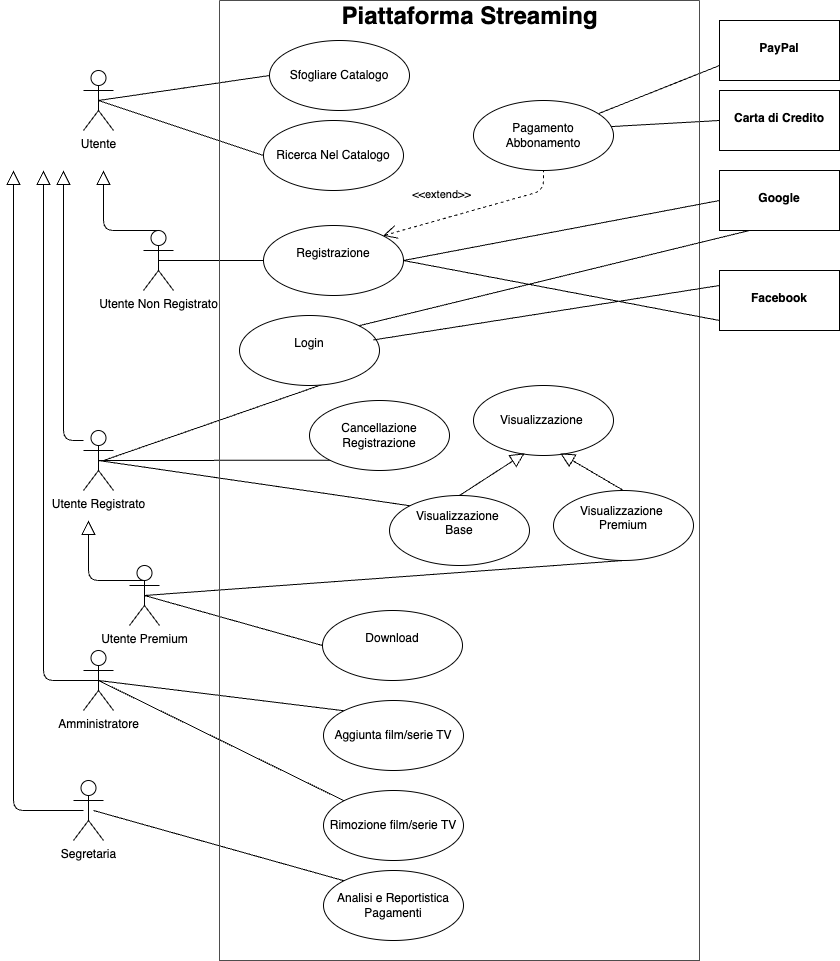 Piattaforma Streaming
PayPal
Sfogliare Catalogo
Carta di Credito
Pagamento
Abbonamento
Utente
Ricerca Nel Catalogo
<<extend>>
Google
Registrazione
Utente Non Registrato
Facebook
Login
Cancellazione
Registrazione
Visualizzazione
Utente Registrato
Visualizzazione
Base
Visualizzazione
Premium
Utente Premium
Download
Amministratore
Aggiunta film/serie TV
Rimozione film/serie TV
Segretaria
Analisi e Reportistica
Pagamenti